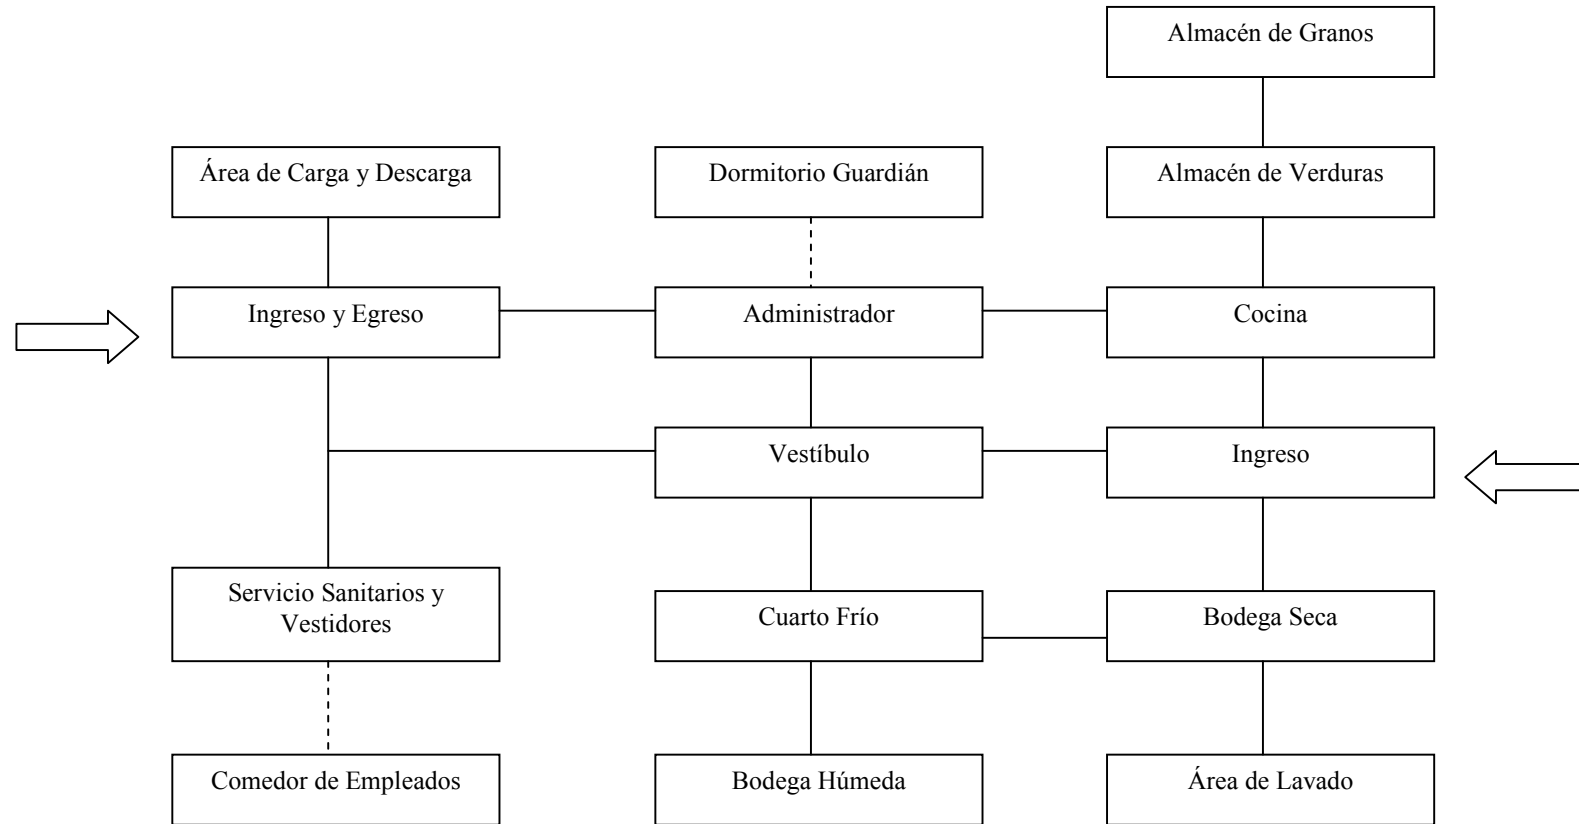 Almacén de Granos
Área de Carga y Descarga
Dormitorio Guardián
Almacén de Verduras
Ingreso y Egreso
Administrador
Cocina
Vestíbulo
Ingreso
Servicio Sanitarios y
Vestidores
Cuarto Frío
Bodega Seca
Comedor de Empleados
Bodega Húmeda
Área de Lavado